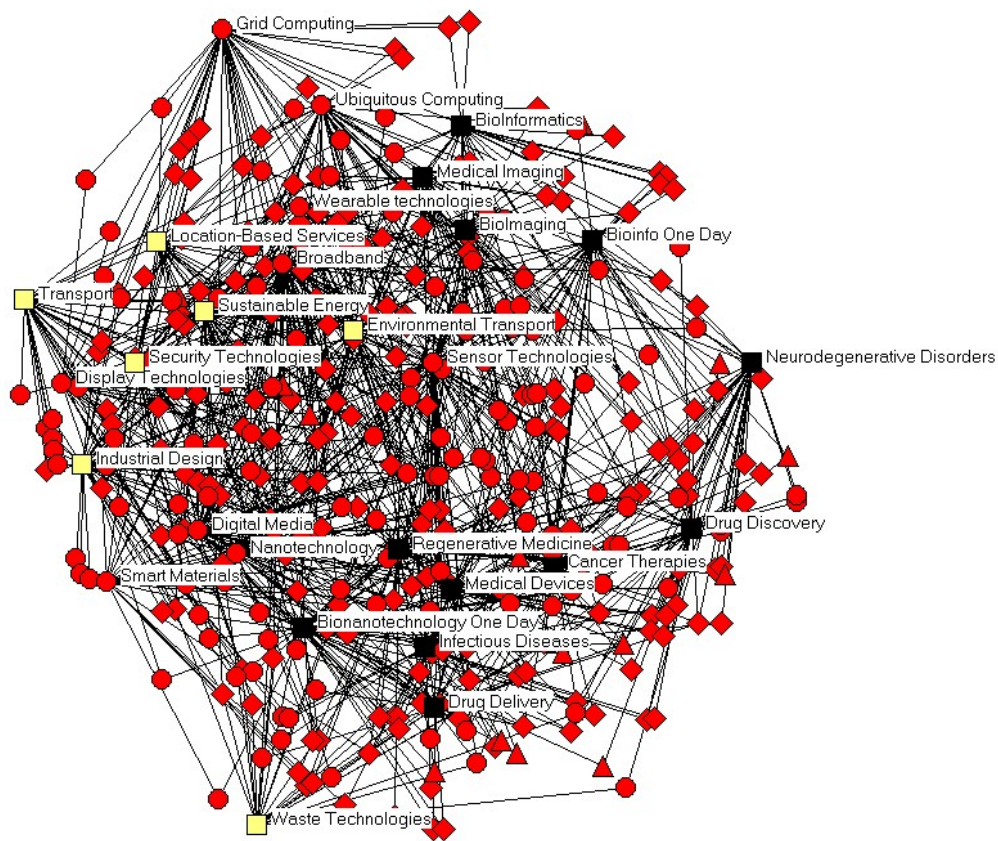 Grid Computing
Ubiquitous Computing
BioInformatics
Medical Imaging
Wearable technologies
BioImaging
Location-Based Services
Bioinfo One Day
Broadband
Transport
Sustainable Energy
Environmental Transport
Security Technologies
Sensor Technologies
Neurodegenerative Disorders
Display Technologies
Industrial Design
Digital Media
Drug Discovery
Nanotechnology
Regenerative Medicine
Cancer Therapies
Smart Materials
Medical Devices
Bionanotechnology One Day
Infectious Diseases
Drug Delivery
Waste Technologies